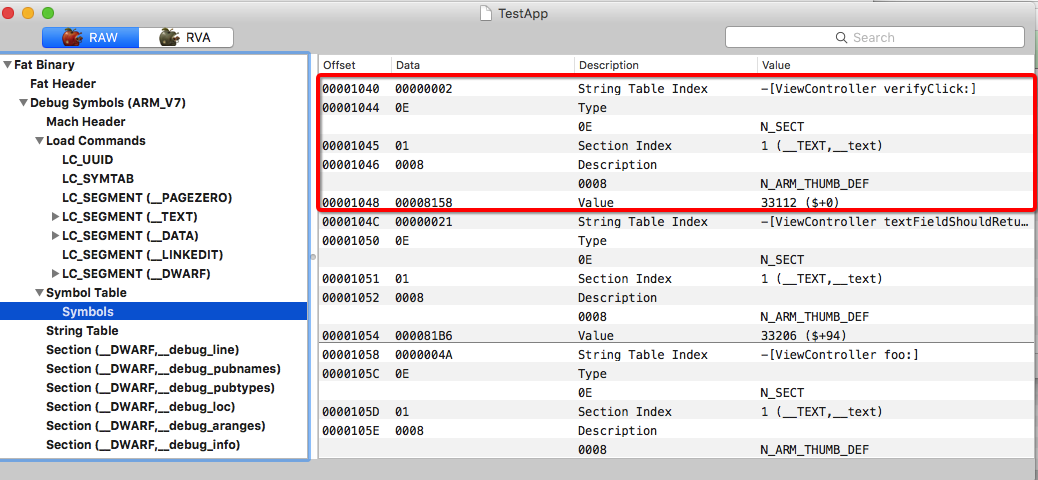 TestApp
RAW RVA Search
Fat Binary
Fat Header
Debug Symbols (ARM_V7)
Mach Header
Load Commands
LC_UUID
LC_SYMTAB
LC_SEGMENT (__PAGEZERO)
LC_SEGMENT (__TEXT)
LC_SEGMENT (__DATA)
LC_SEGMENT (__LINKEDIT)
LC_SEGMENT (__DWARF)
Symbol Table
Symbols
String Table
Section (__DWARF,__debug_line)
Section (__DWARF,__debug_pubnames)
Section (__DWARF,__debug_pubtypes)
Section (__DWARF,__debug_loc)
Section (__DWARF,__debug_aranges)
Section (__DWARF,__debug_info)
Offset Data Description Value
00001040 00000002 String Table Index -[ViewController verifyClick:]
00001044 0E Type
0E N_SECT
00001045 01 Section Index 1 (__TEXT,__text)
00001046 0008 Description
0008 N_ARM_THUMB_DEF
00001048 00008158 Value 33112 ($+0)
0000104C 00000021 String Table Index -[ViewController textFieldShouldRetu…
00001050 0E Type
0E N_SECT
00001051 01 Section Index 1 (__TEXT,__text)
00001052 0008 Description
0008 N_ARM_THUMB_DEF
00001054 000081B6 Value 33206 ($+94)
00001058 0000004A String Table Index -[ViewController foo:]
0000105C 0E Type
0E N_SECT
0000105D 01 Section Index 1 (__TEXT,__text)
0000105E 0008 Description
0008 N_ARM_THUMB_DEF